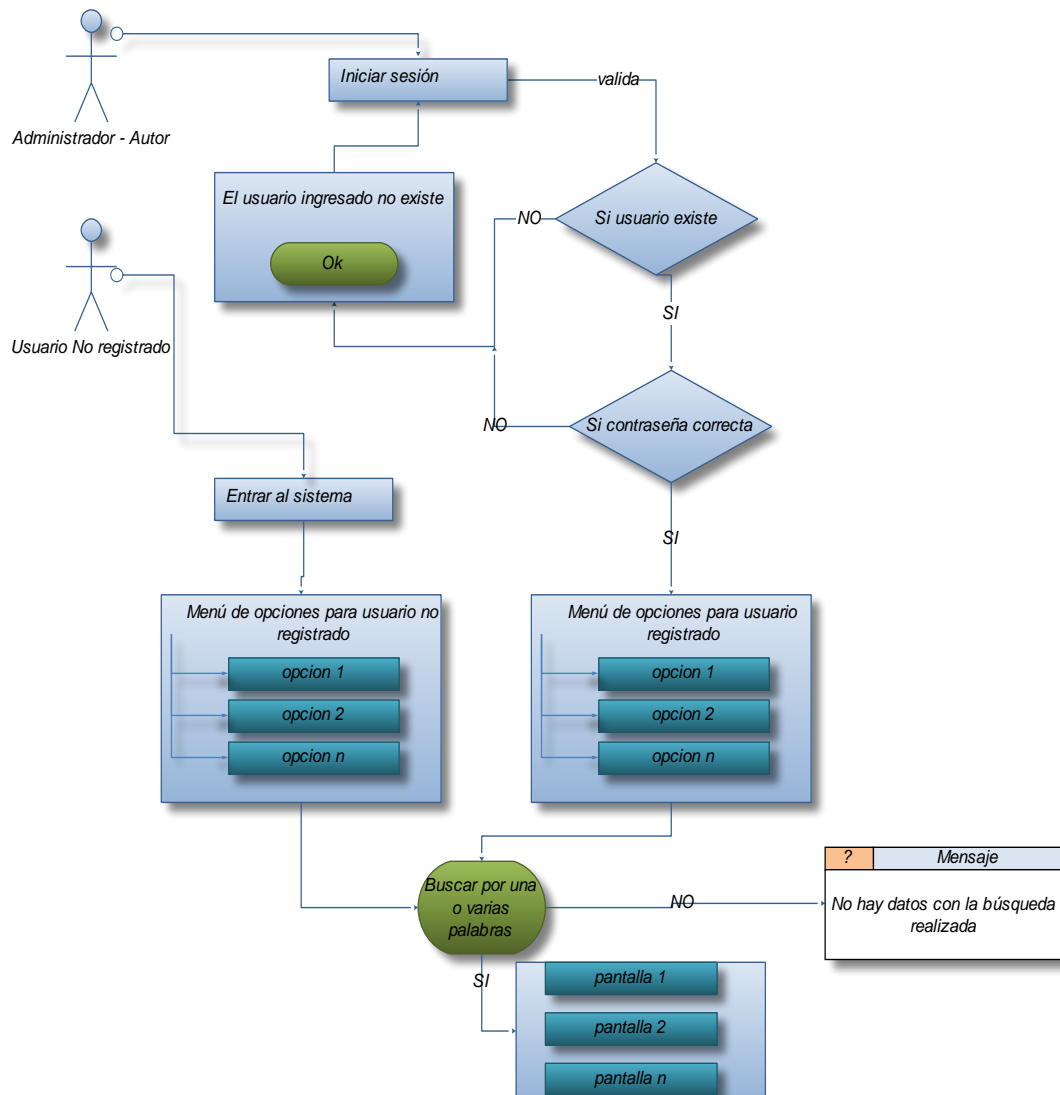 Iniciar sesión
valida
Administrador - Autor
El usuario ingresado no existe
NO
Si usuario existe
Ok
SI
Usuario No registrado
NO
Si contraseña correcta
Entrar al sistema
SI
Menú de opciones para usuario no
registrado
opcion 1
opcion 2
opcion n
Menú de opciones para usuario
registrado
opcion 1
opcion 2
opcion n
Buscar por una
o varias
palabras
NO
? Mensaje
No hay datos con la búsqueda
realizada
SI
pantalla 1
pantalla 2
pantalla n